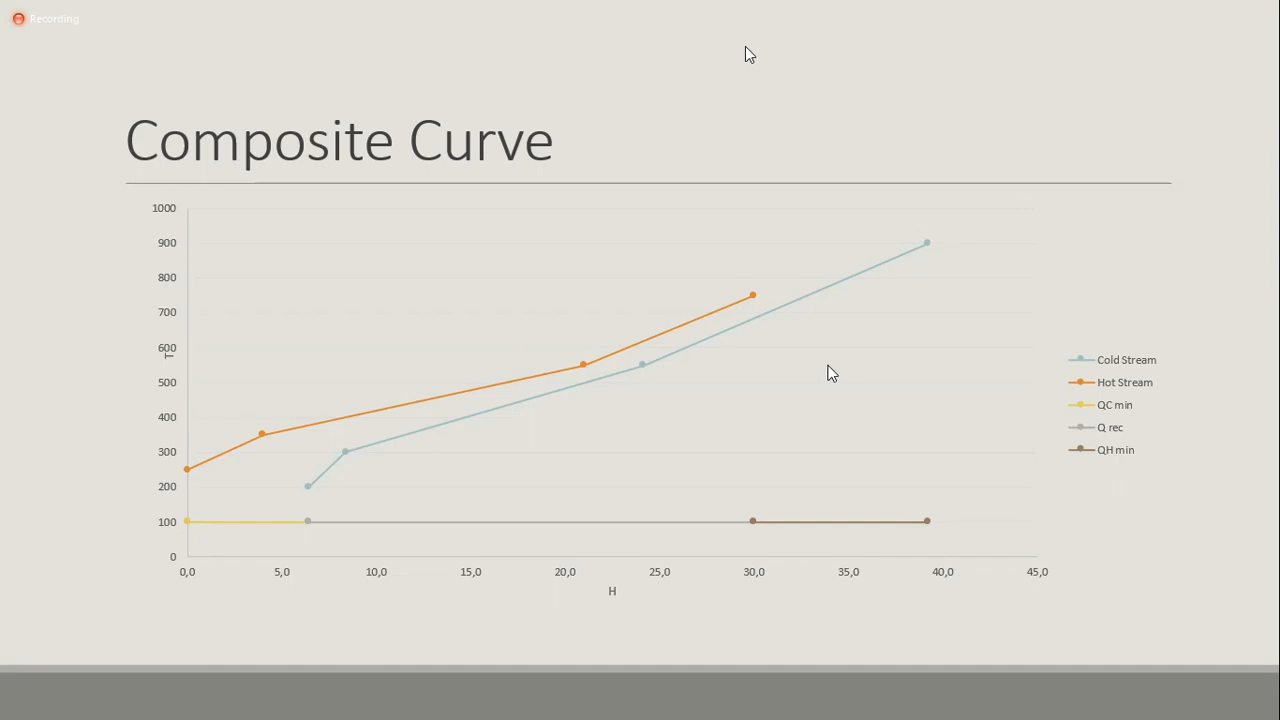 Recording
Composite Curve
1000
900
800
700
600
500
400
300
200
100
0
T
0,0 5,0 10,0 15,0 20,0 25,0 30,0 35,0 40,0 45,0
H
Cold Stream
Hot Stream
QC min
Q rec
QH min